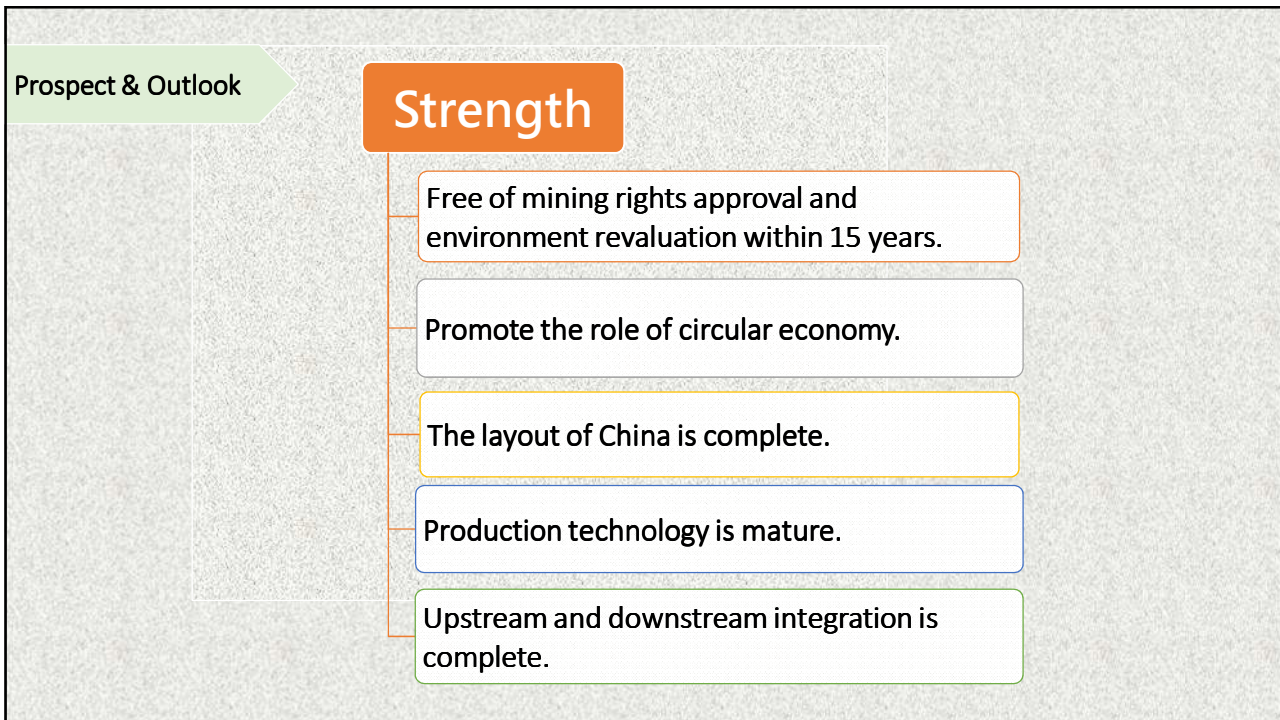 Prospect & Outlook
Strength
Free of mining rights approval and
environment revaluation within 15 years.
Promote the role of circular economy.
The layout of China is complete.
Production technology is mature.
Upstream and downstream integration is
complete.